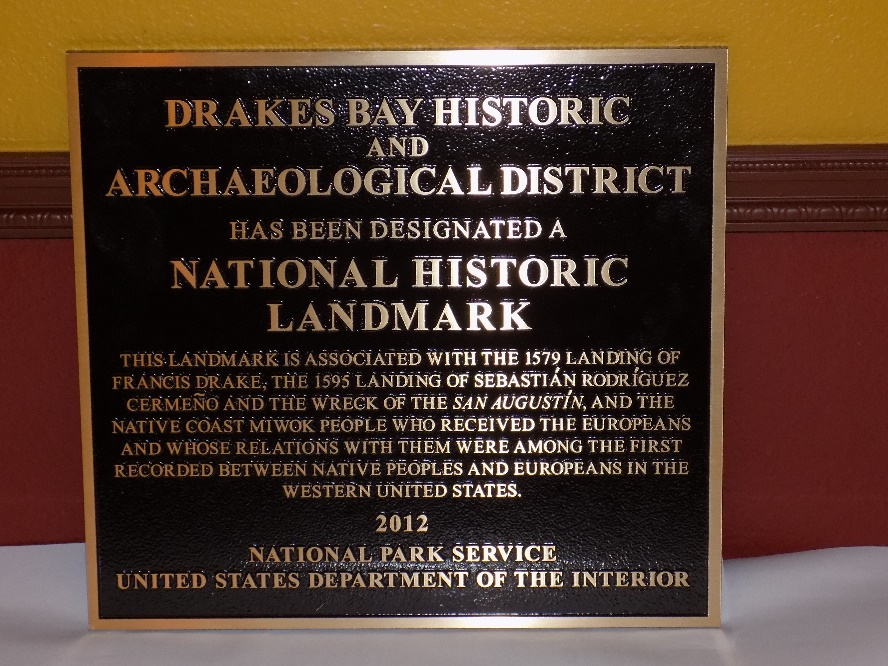 DRAKES BAY HISTORIC
AND
ARCHAEOLOGICAL DISTRICT
HAS BEEN DESIGNATED A
NATIONAL HISTORIC
LANDMARK
THIS LANDMARK IS ASSOCIATED WITH THE 1579 LANDING OF
FRANCIS DRAKE, THE 1595 LANDING OF SEBASTIÁN RODRÍGUEZ
CERMEÑO AND THE WRECK OF THE SAN AUGUSTÍN, AND THE
NATIVE COAST MIWOK PEOPLE WHO RECEIVED THE EUROPEANS
AND WHOSE RELATIONS WITH THEM WERE AMONG THE FIRST
RECORDED BETWEEN NATIVE PEOPLES AND EUROPEANS IN THE
WESTERN UNITED STATES.
2012
NATIONAL PARK SERVICE
UNITED STATES DEPARTMENT OF THE INTERIOR